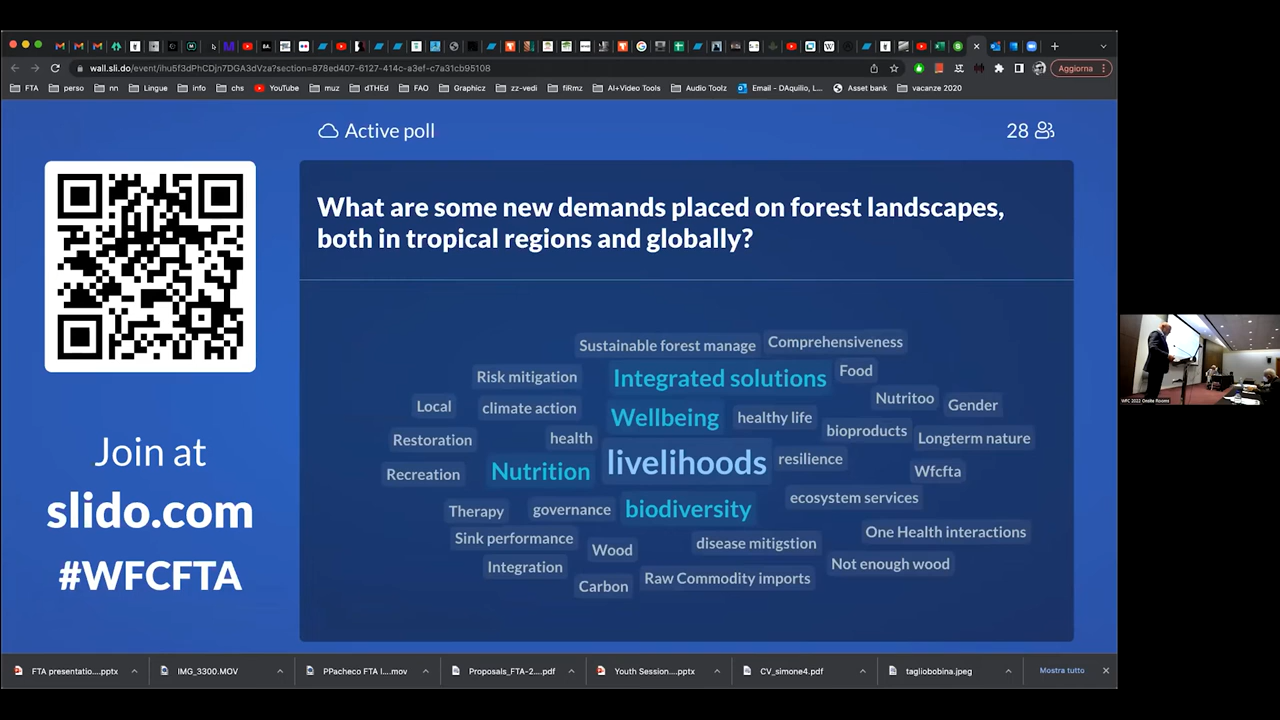 wall.sli.do/event/ihu5f3dPhCDjn7DGA3dVza?section=878ed407-6127-414c-a3ef-c7a31cb95108
Aggiorna
FTA
perso
nn
Lingue
info
chs
YouTube
muz
dTHEd
FAO
Graphicz
zz-vedi
fiRmz
AI+Video Tools
Audio Toolz
Email - DAquilio, L...
Asset bank
vacanze 2020
Active poll
28
What are some new demands placed on forest landscapes,
both in tropical regions and globally?
Sustainable forest manage
Comprehensiveness
Risk mitigation
Integrated solutions
Food
Local
climate action
Wellbeing
healthy life
Nutritoo
Gender
Restoration
health
bioproducts
Longterm nature
Recreation
Nutrition
livelihoods
resilience
Wfcfta
Therapy
governance
biodiversity
ecosystem services
Sink performance
Wood
disease mitigstion
One Health interactions
Integration
Carbon
Raw Commodity imports
Not enough wood
Join at
slido.com
#WFCFTA
FTA presentatio....pptx
IMG_3300.MOV
PPacheco FTA I....mov
Proposals_FTA-2....pdf
Youth Session....pptx
CV_simone4.pdf
tagliobobina.jpeg
Mostra tutto
WFC 2022 Onsite Rooms